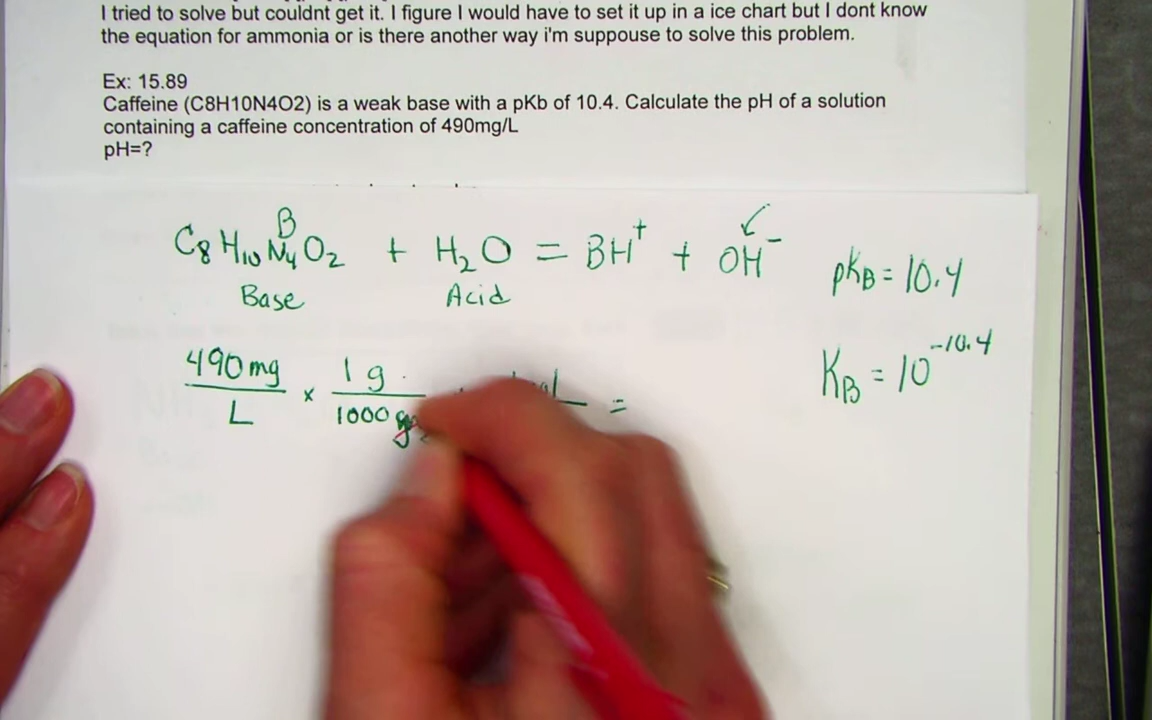 I tried to solve but couldnt get it. I figure I would have to set it up in a ice chart but I dont know
the equation for ammonia or is there another way i'm suppouse to solve this problem.
Ex: 15.89
Caffeine (C8H10N4O2) is a weak base with a pKb of 10.4. Calculate the pH of a solution
containing a caffeine concentration of 490mg/L
pH=?
B
C₈H₁₀N₄O₂ + H₂O = BH⁺ + OH⁻
Base Acid
pKB = 10.4
KB = 10^-10.4
490mg/L × 1g/1000 =